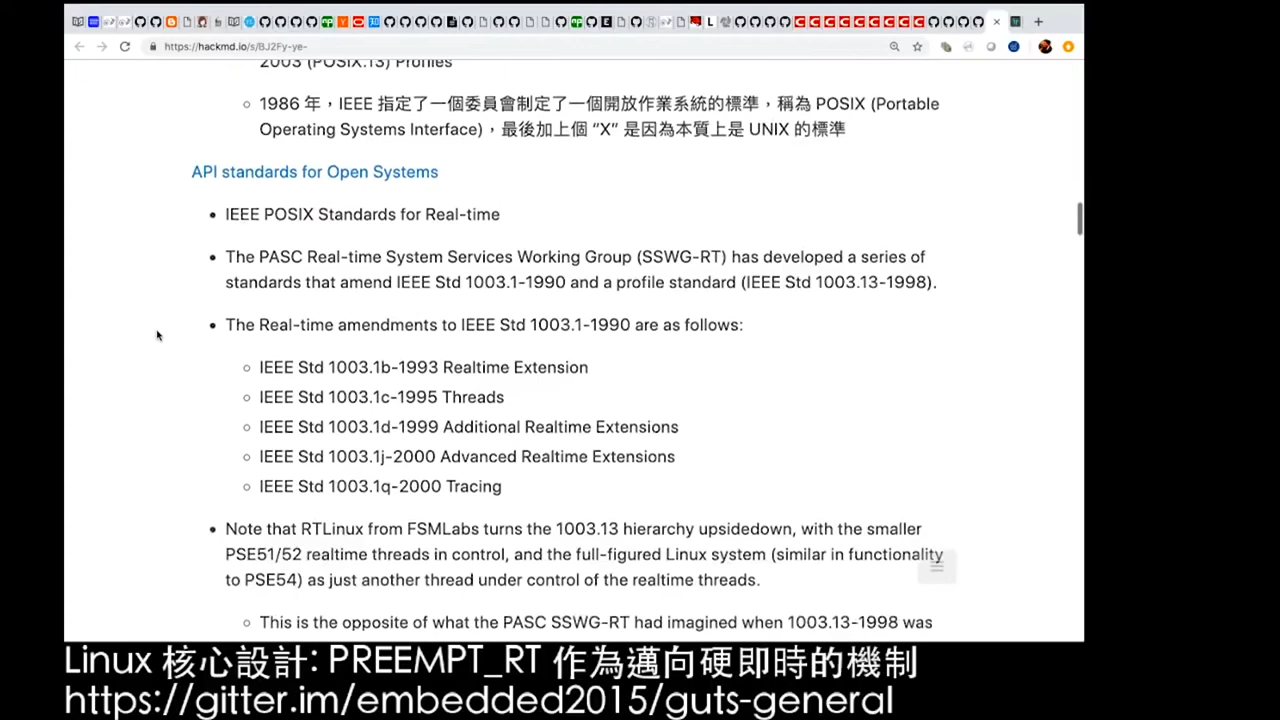 https://hackmd.io/s/BJ2Fy-ye-
2003 (POSIX.13) Profiles
1986 年，IEEE 指定了一個委員會制定了一個開放作業系統的標準，稱為 POSIX (Portable
Operating Systems Interface)，最後加上個 “X” 是因為本質上是 UNIX 的標準
API standards for Open Systems
IEEE POSIX Standards for Real-time
The PASC Real-time System Services Working Group (SSWG-RT) has developed a series of
standards that amend IEEE Std 1003.1-1990 and a profile standard (IEEE Std 1003.13-1998).
The Real-time amendments to IEEE Std 1003.1-1990 are as follows:
IEEE Std 1003.1b-1993 Realtime Extension
IEEE Std 1003.1c-1995 Threads
IEEE Std 1003.1d-1999 Additional Realtime Extensions
IEEE Std 1003.1j-2000 Advanced Realtime Extensions
IEEE Std 1003.1q-2000 Tracing
Note that RTLinux from FSMLabs turns the 1003.13 hierarchy upsidedown, with the smaller
PSE51/52 realtime threads in control, and the full-figured Linux system (similar in functionality
to PSE54) as just another thread under control of the realtime threads.
This is the opposite of what the PASC SSWG-RT had imagined when 1003.13-1998 was
Linux 核心設計: PREEMPT_RT 作為邁向硬即時的機制
https://gitter.im/embedded2015/guts-general